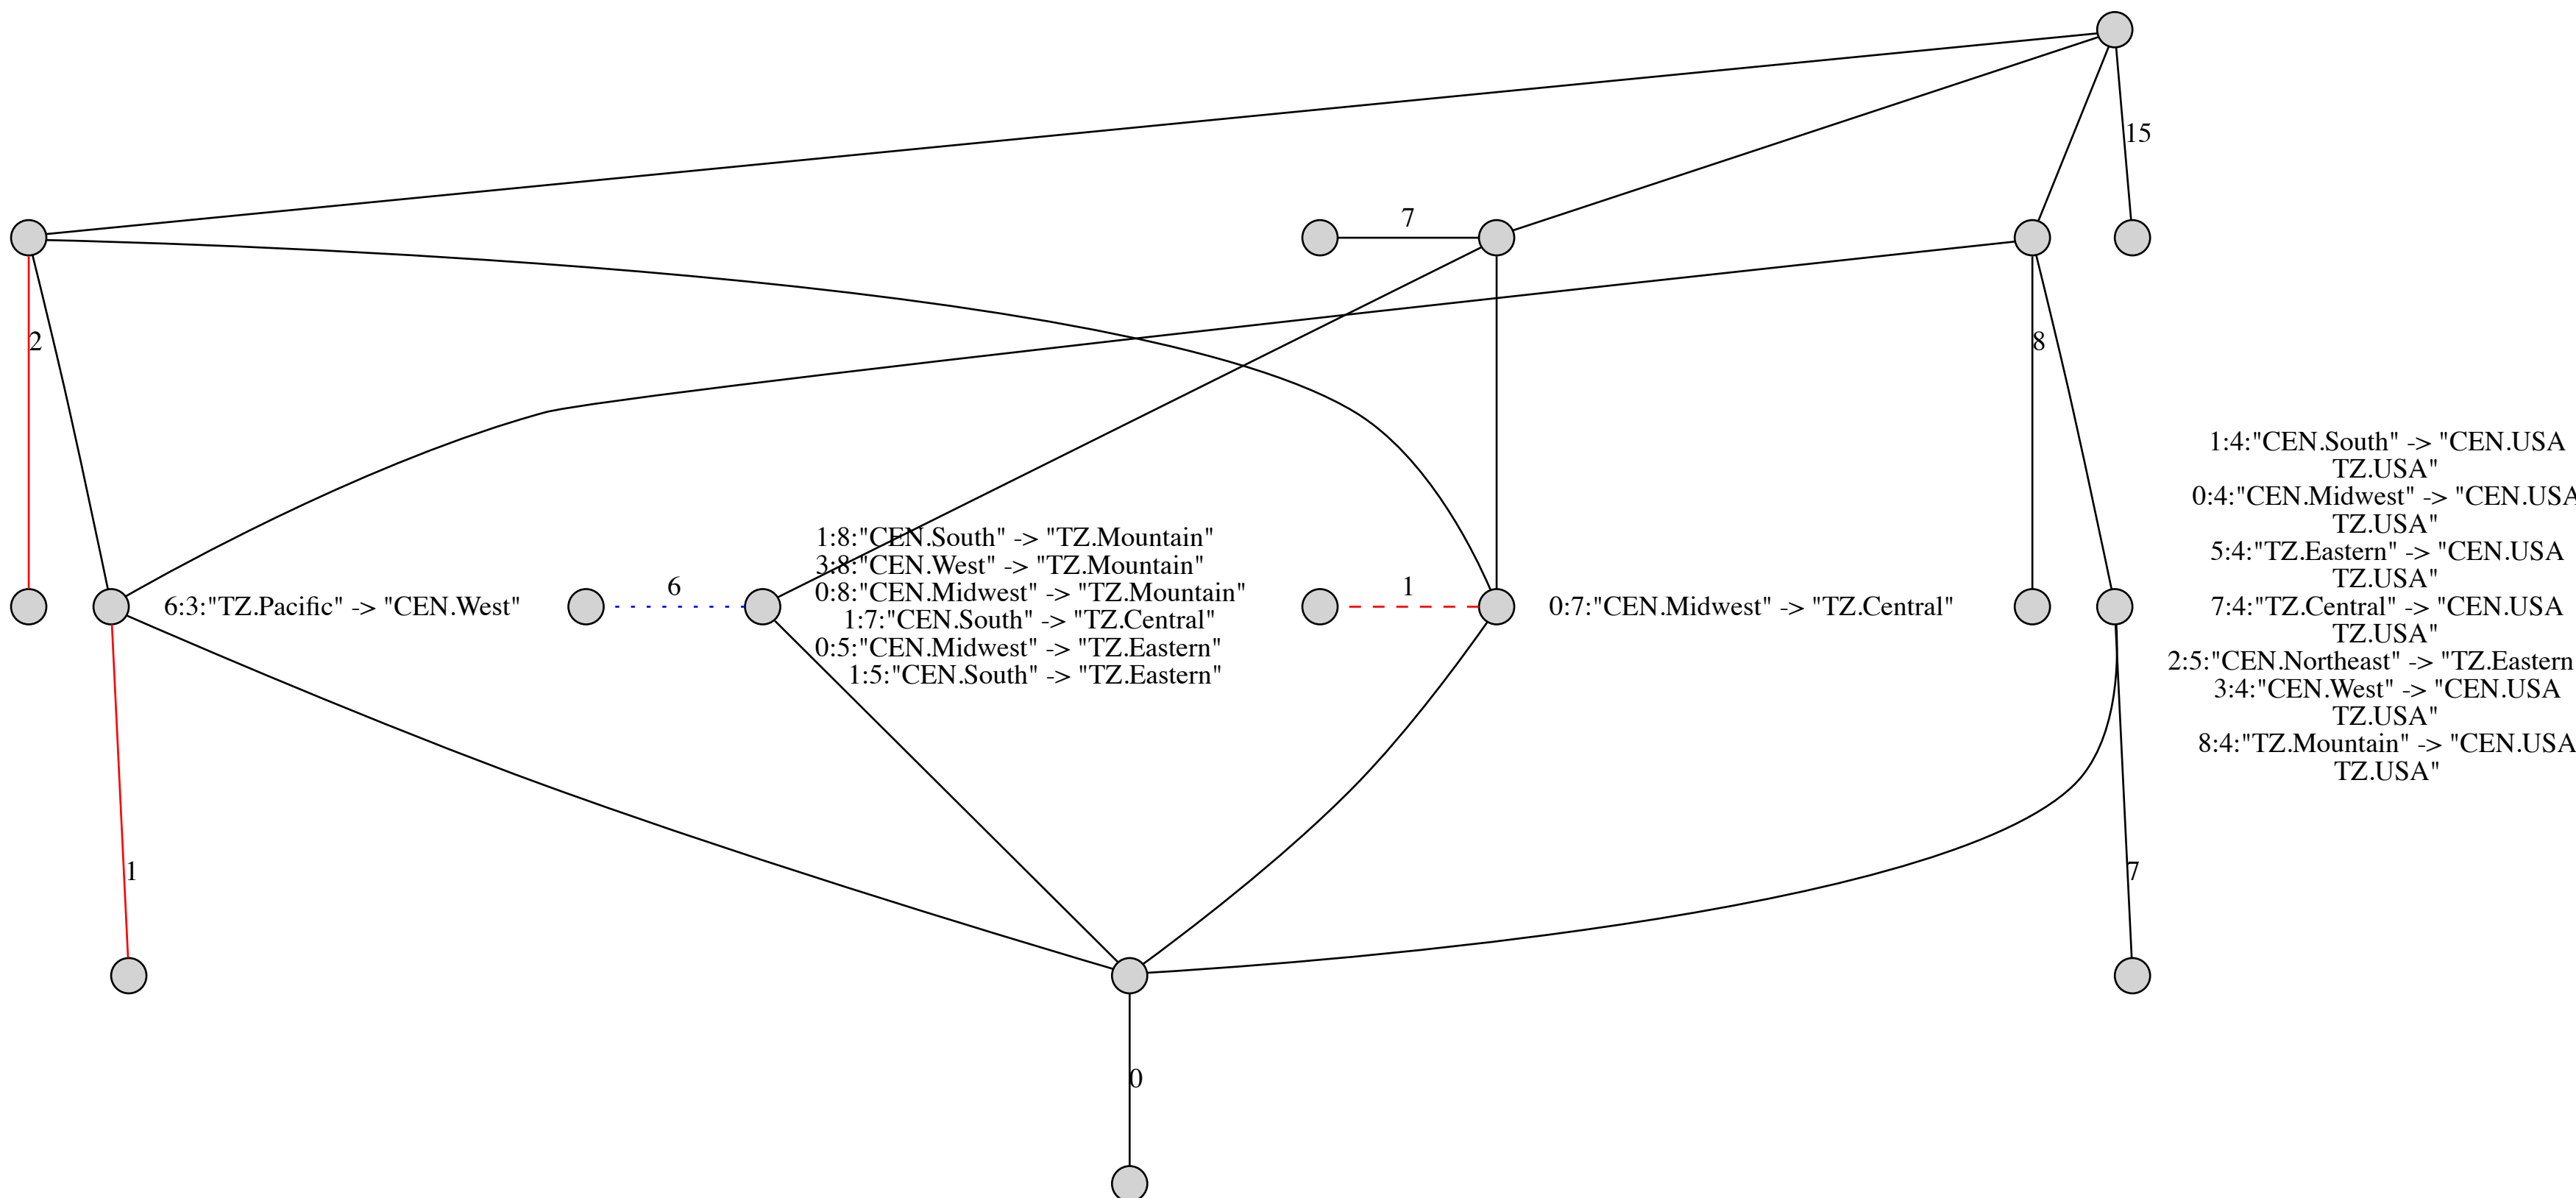 15
7
2
8
1:4:"CEN.South" -> "CEN.USA
TZ.USA"
0:4:"CEN.Midwest" -> "CEN.USA
TZ.USA"
5:4:"TZ.Eastern" -> "CEN.USA
TZ.USA"
7:4:"TZ.Central" -> "CEN.USA
TZ.USA"
2:5:"CEN.Northeast" -> "TZ.Eastern
3:4:"CEN.West" -> "CEN.USA
TZ.USA"
8:4:"TZ.Mountain" -> "CEN.USA
TZ.USA"
6:3:"TZ.Pacific" -> "CEN.West"
6
1:8:"CEN.South" -> "TZ.Mountain"
3:8:"CEN.West" -> "TZ.Mountain"
0:8:"CEN.Midwest" -> "TZ.Mountain"
1:7:"CEN.South" -> "TZ.Central"
0:5:"CEN.Midwest" -> "TZ.Eastern"
1:5:"CEN.South" -> "TZ.Eastern"
1
0:7:"CEN.Midwest" -> "TZ.Central"
1
7
0